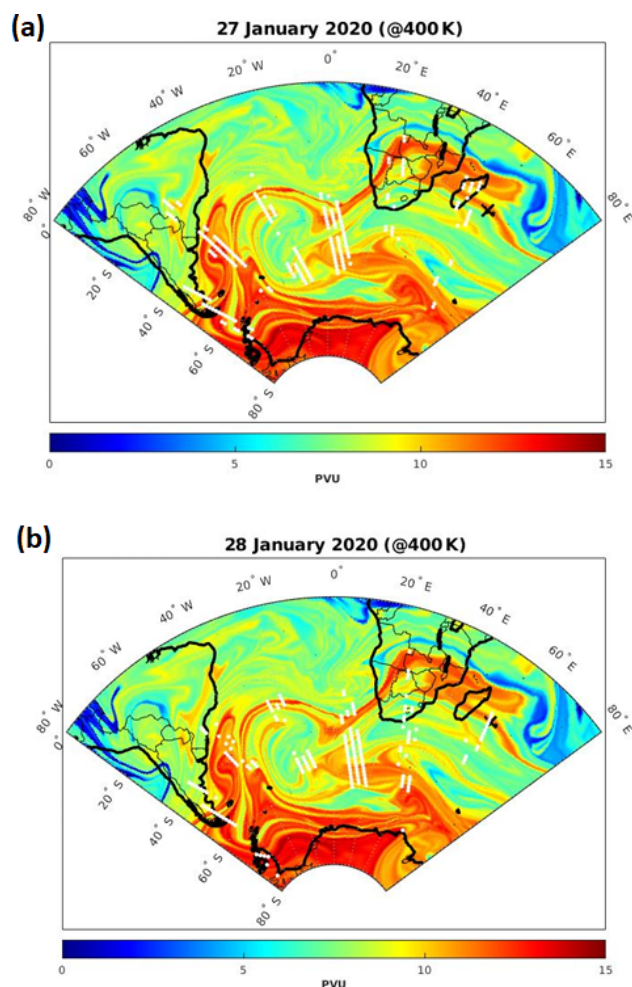 (a)
27 January 2020 (@400 K)
0°
20° W
20° E
40° W
40° E
60° W
60° E
80° W
80° E
0°
20° S
40° S
60° S
80° S
0 5 10 15
PVU
(b)
28 January 2020 (@400 K)
0°
20° W
20° E
40° W
40° E
60° W
60° E
80° W
80° E
0°
20° S
40° S
60° S
80° S
0 5 10 15
PVU